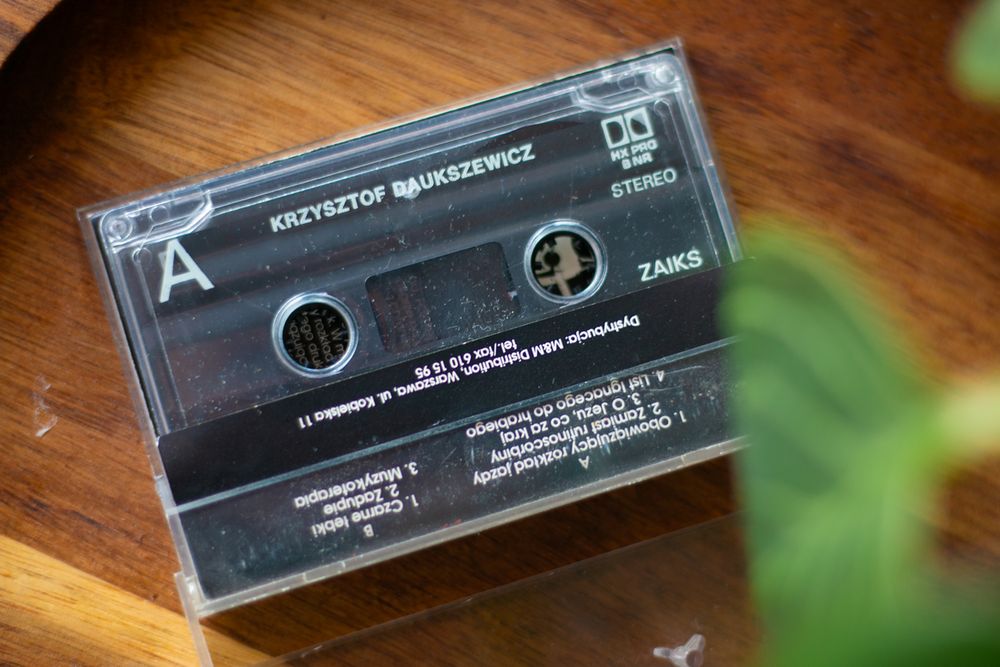 KRZYSZTOF DAUKSZEWICZ
HX PRO
B NR
STEREO
A
ZAIKS
Dystrybucja: M&M Distribution, Warszawa, ul. Kobielska 11
tel./fax 610 15 95
A
1. Obowiązujący rozkład jazdy
2. Zamiast rutinoscorbiny
3. O Jezu, co za kraj
4. List Ignacego do hrabiego
B
1. Czarne łebki
2. Zadupie
3. Muzykoterapia